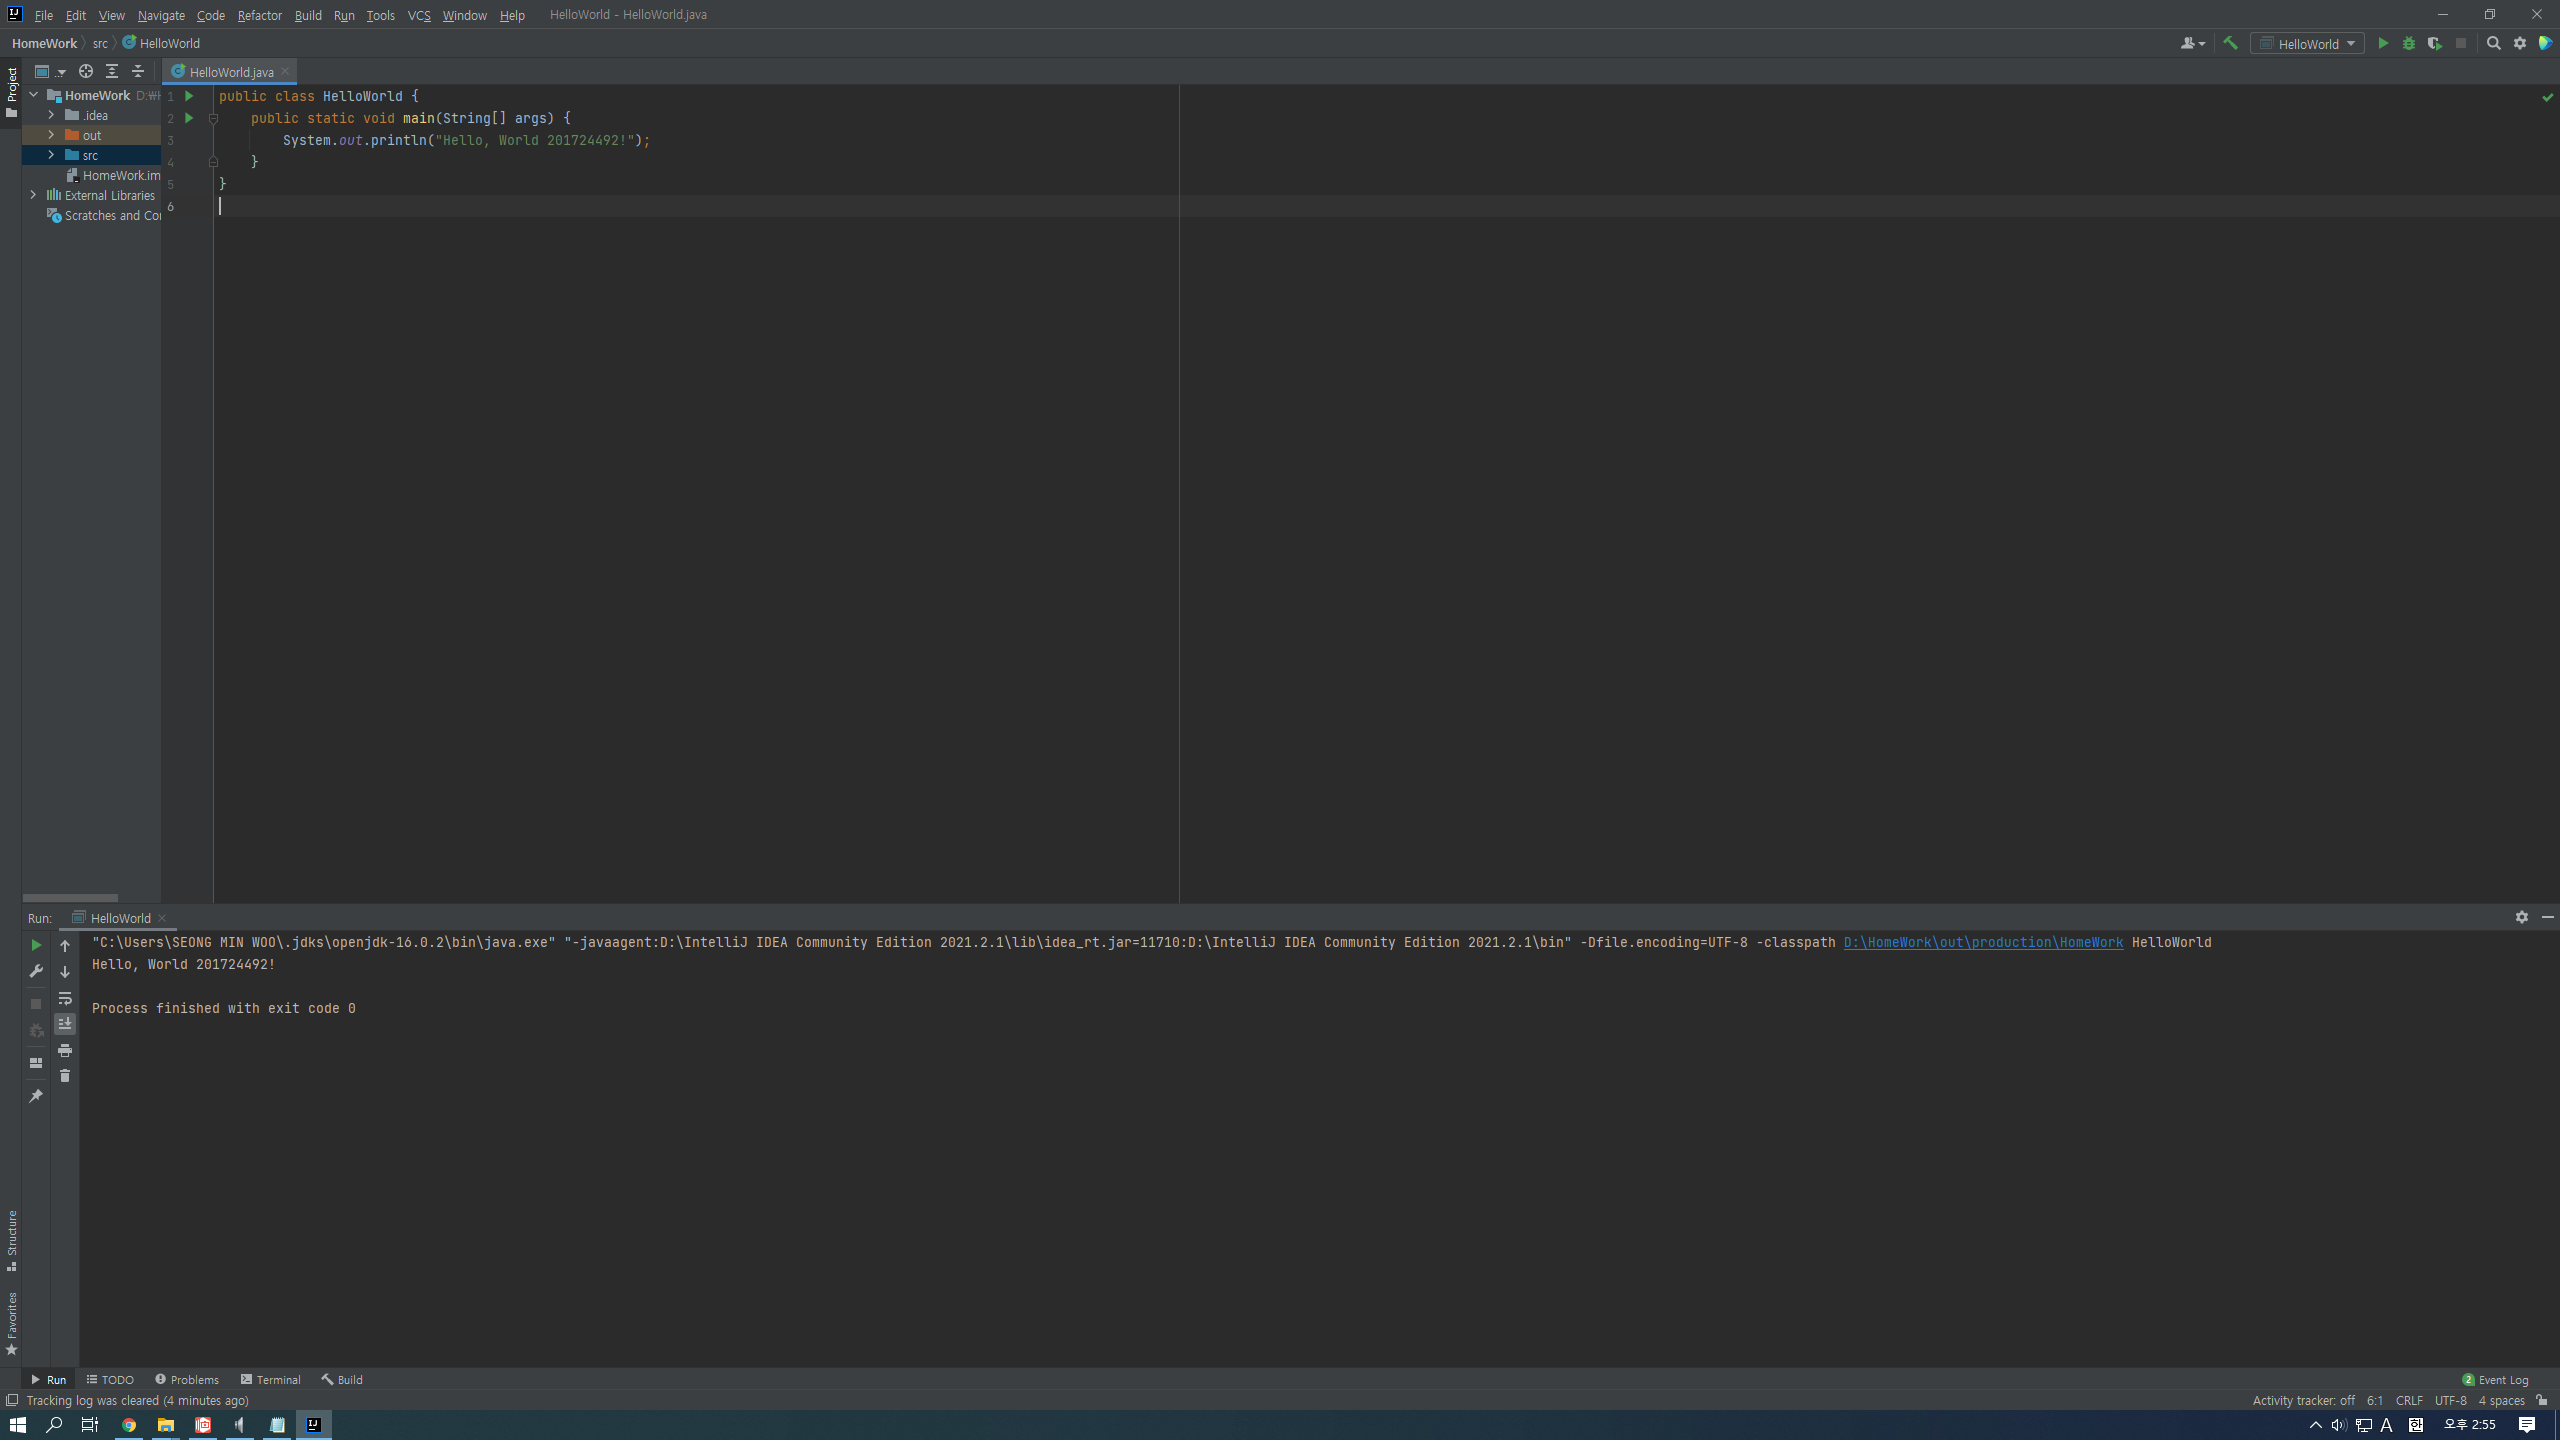 File Edit View Navigate Code Refactor Build Run Tools VCS Window Help HelloWorld - HelloWorld.java
HomeWork src HelloWorld
HelloWorld
Project
HelloWorld.java
HomeWork D:₩H
.idea
out
src
HomeWork.im
External Libraries
Scratches and Cor
1 public class HelloWorld {
2 public static void main(String[] args) {
3 System.out.println("Hello, World 201724492!");
4 }
5 }
6
Run: HelloWorld
"C:\Users\SEONG MIN WOO\.jdks\openjdk-16.0.2\bin\java.exe" "-javaagent:D:\IntelliJ IDEA Community Edition 2021.2.1\lib\idea_rt.jar=11710:D:\IntelliJ IDEA Community Edition 2021.2.1\bin" -Dfile.encoding=UTF-8 -classpath D:\HomeWork\out\production\HomeWork HelloWorld
Hello, World 201724492!
Process finished with exit code 0
Structure
Favorites
Run TODO Problems Terminal Build 2 Event Log
Tracking log was cleared (4 minutes ago) Activity tracker: off 6:1 CRLF UTF-8 4 spaces
A 한 오후 2:55